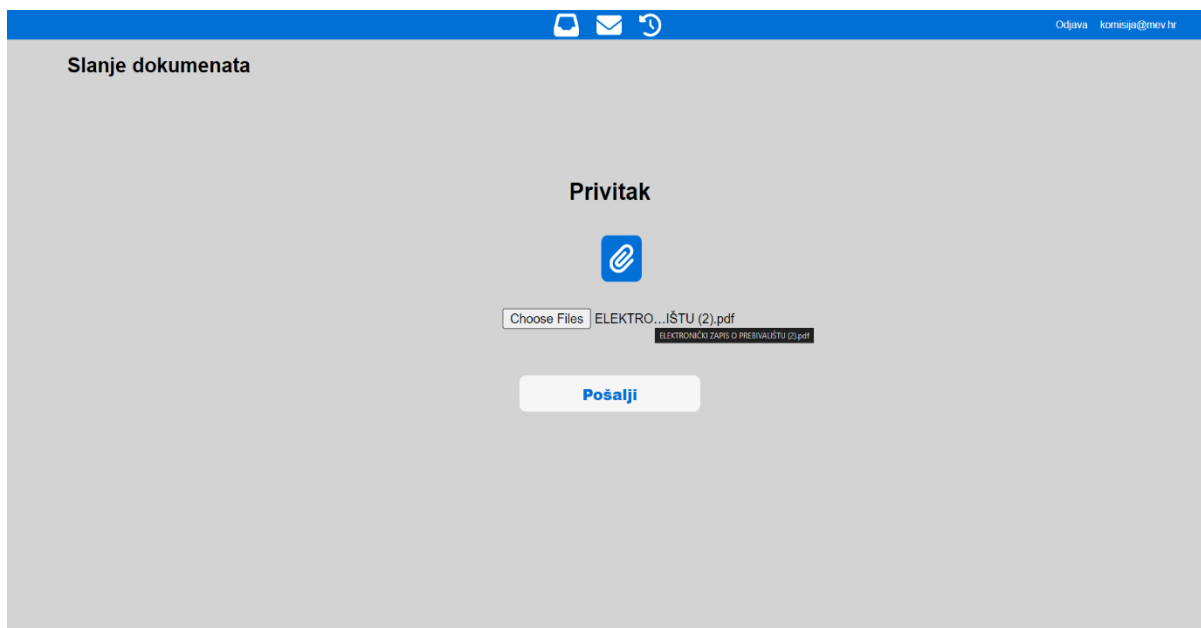 Odjava komisija@mev.hr
Slanje dokumenata
Privitak
Choose Files ELEKTRO...IŠTU (2).pdf
ELEKTRONIČKI ZAPIS O PREBIVALIŠTU (2).pdf
Pošalji